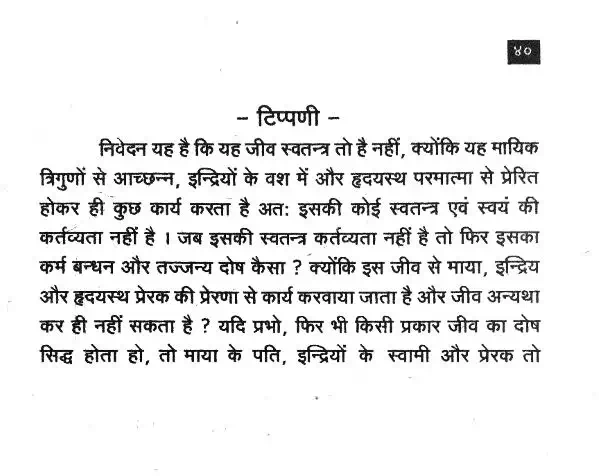 ४०
– टिप्पणी –
निवेदन यह है कि यह जीव स्वतन्त्र तो है नहीं, क्योंकि यह मायिक
त्रिगुणों से आच्छन्न, इन्द्रियों के वश में और हृदयस्थ परमात्मा से प्रेरित
होकर ही कुछ कार्य करता है अतः इसकी कोई स्वतन्त्र एवं स्वयं की
कर्तव्यता नहीं है । जब इसकी स्वतन्त्र कर्तव्यता नहीं है तो फिर इसका
कर्म बन्धन और तज्जन्य दोष कैसा ? क्योंकि इस जीव से माया, इन्द्रिय
और हृदयस्थ प्रेरक की प्रेरणा से कार्य करवाया जाता है और जीव अन्यथा
कर ही नहीं सकता है ? यदि प्रभो, फिर भी किसी प्रकार जीव का दोष
सिद्ध होता हो, तो माया के पति, इन्द्रियों के स्वामी और प्रेरक तो